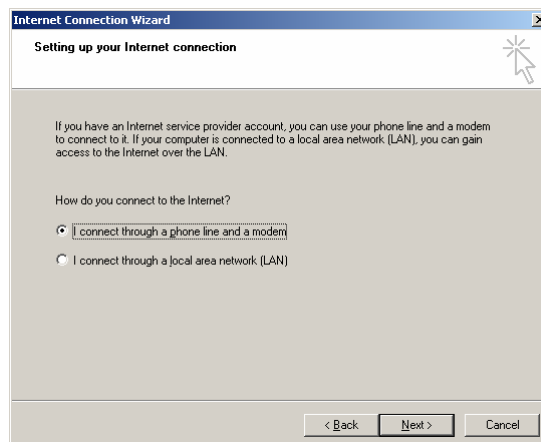 Internet Connection Wizard
Setting up your Internet connection
If you have an Internet service provider account, you can use your phone line and a modem
to connect to it. If your computer is connected to a local area network (LAN), you can gain
access to the Internet over the LAN.
How do you connect to the Internet?
I connect through a phone line and a modem
I connect through a local area network (LAN)
< Back Next > Cancel